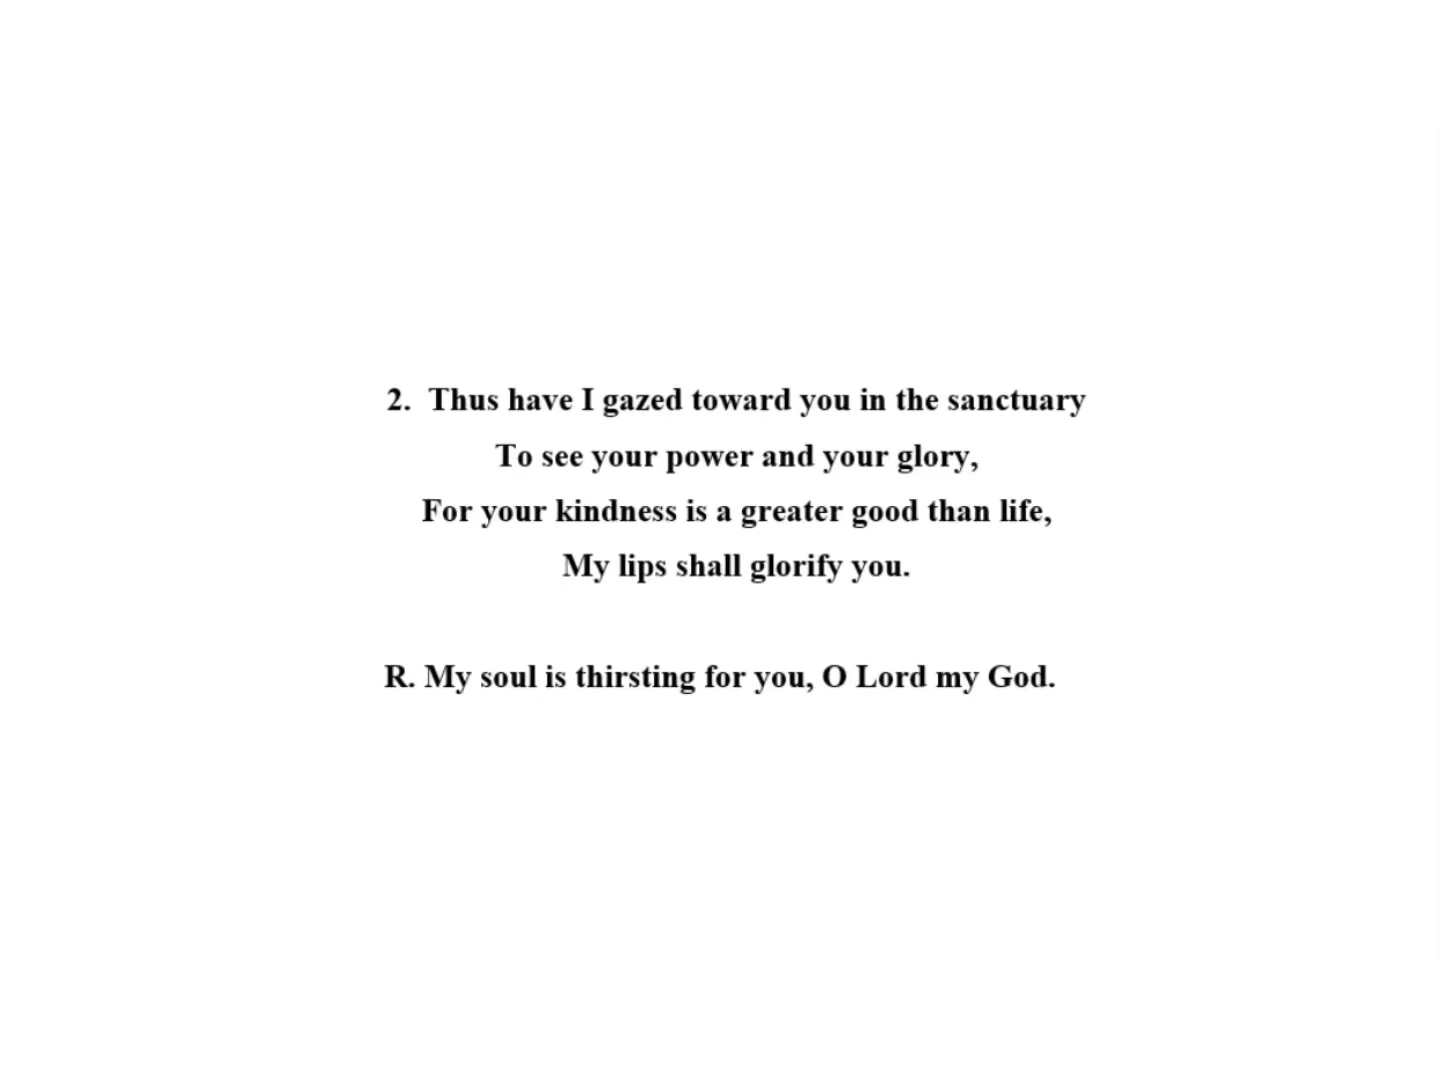 2. Thus have I gazed toward you in the sanctuary
To see your power and your glory,
For your kindness is a greater good than life,
My lips shall glorify you.
R. My soul is thirsting for you, O Lord my God.